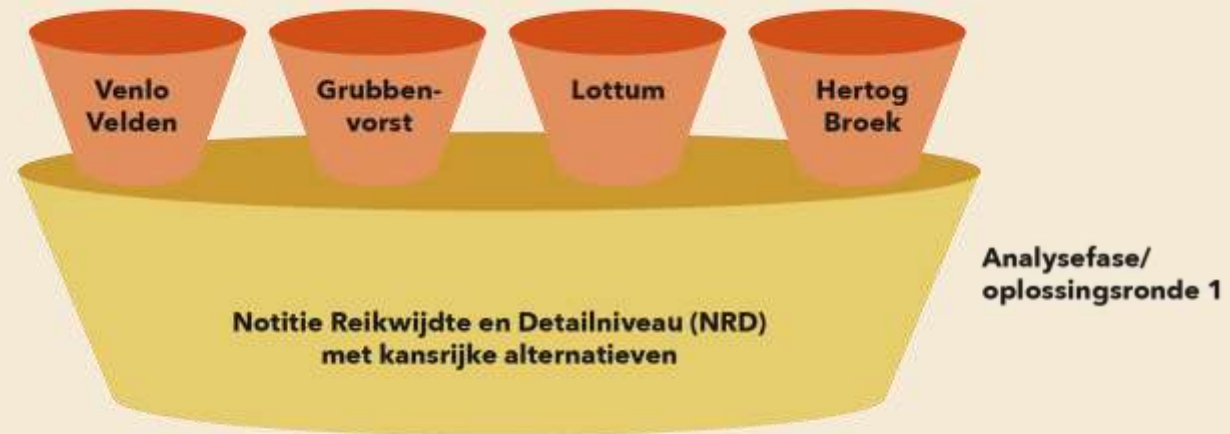 Venlo
Velden
Grubben-
vorst
Lottum
Hertog
Broek
Analysefase/
oplossingsronde 1
Notitie Reikwijdte en Detailniveau (NRD)
met kansrijke alternatieven